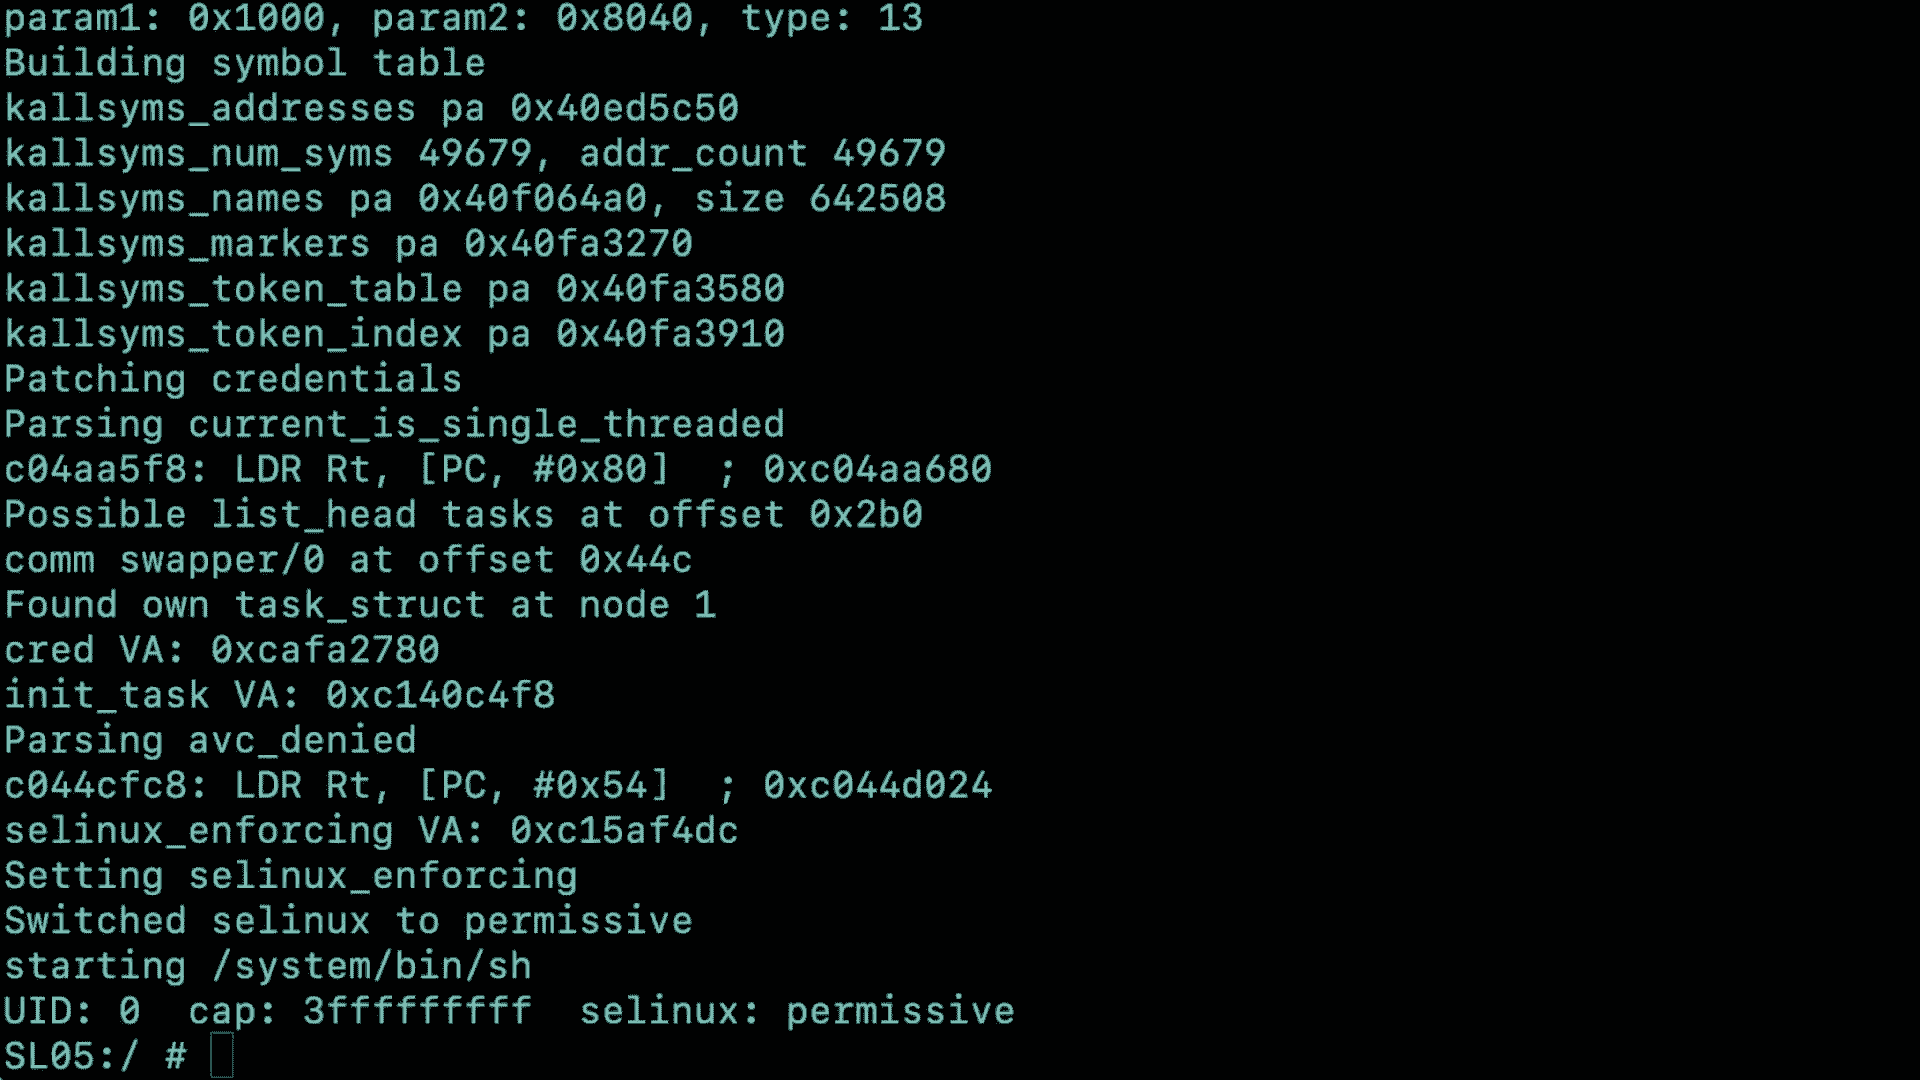 param1: 0x1000, param2: 0x8040, type: 13
Building symbol table
kallsyms_addresses pa 0x40ed5c50
kallsyms_num_syms 49679, addr_count 49679
kallsyms_names pa 0x40f064a0, size 642508
kallsyms_markers pa 0x40fa3270
kallsyms_token_table pa 0x40fa3580
kallsyms_token_index pa 0x40fa3910
Patching credentials
Parsing current_is_single_threaded
c04aa5f8: LDR Rt, [PC, #0x80]  ; 0xc04aa680
Possible list_head tasks at offset 0x2b0
comm swapper/0 at offset 0x44c
Found own task_struct at node 1
cred VA: 0xcafa2780
init_task VA: 0xc140c4f8
Parsing avc_denied
c044cfc8: LDR Rt, [PC, #0x54]  ; 0xc044d024
selinux_enforcing VA: 0xc15af4dc
Setting selinux_enforcing
Switched selinux to permissive
starting /system/bin/sh
UID: 0  cap: 3fffffffff  selinux: permissive
SL05:/ #